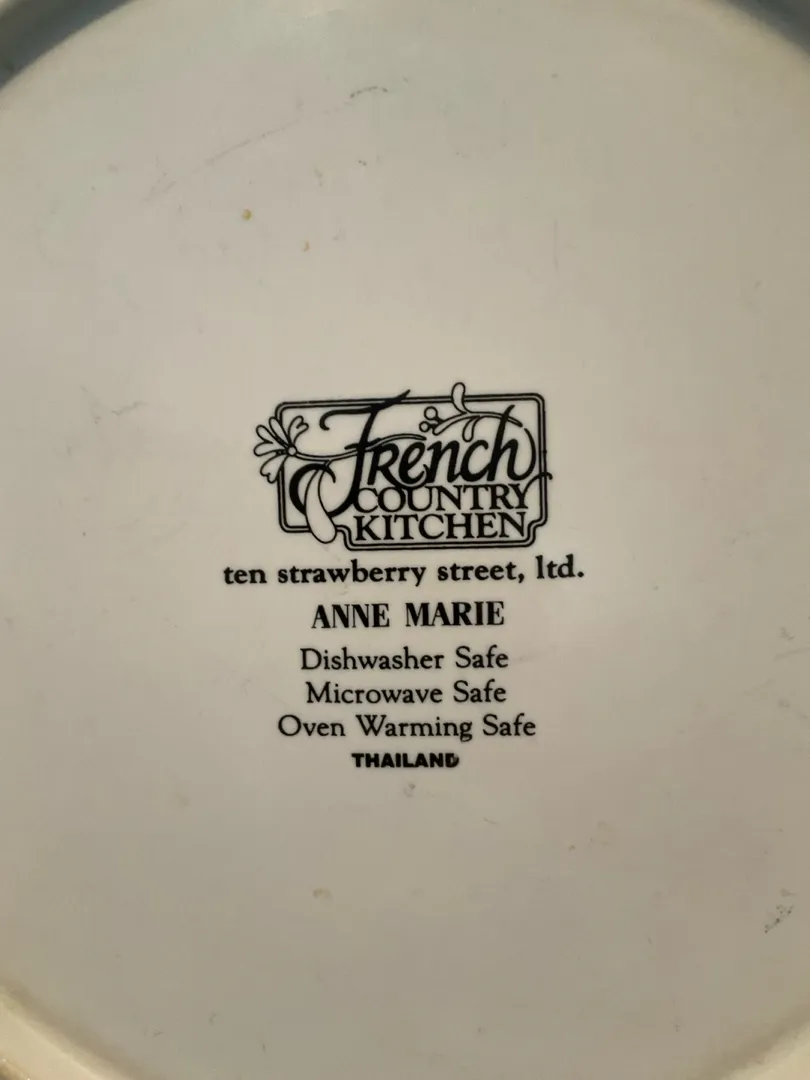 French
COUNTRY
KITCHEN
ten strawberry street, ltd.
ANNE MARIE
Dishwasher Safe
Microwave Safe
Oven Warming Safe
THAILAND